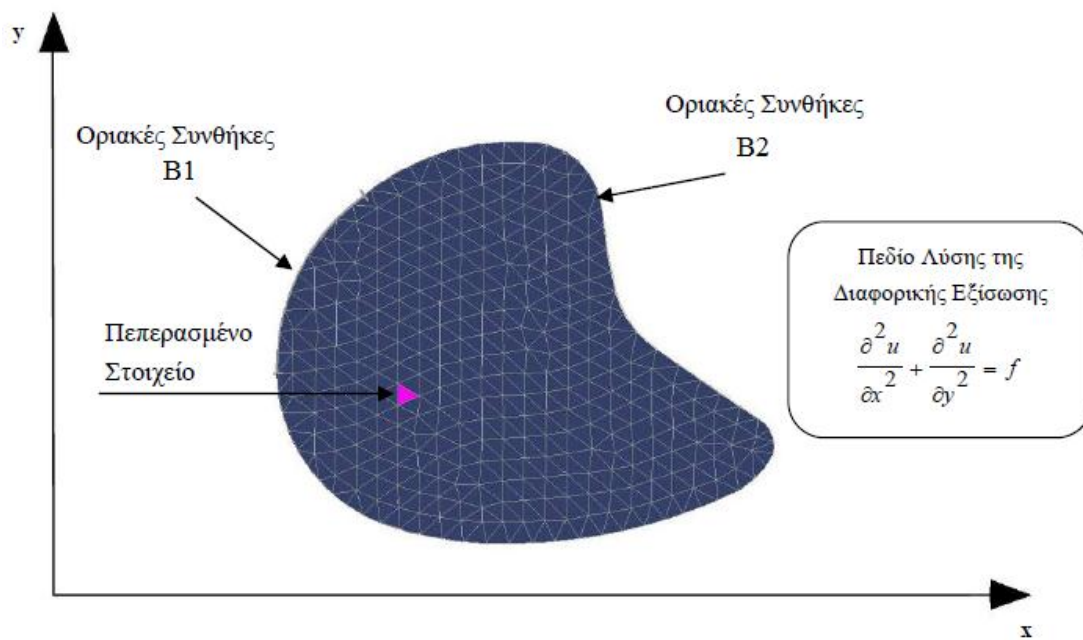 y
Οριακές Συνθήκες
B1
Οριακές Συνθήκες
B2
Πεπερασμένο
Στοιχείο
Πεδίο Λύσης της
Διαφορικής Εξίσωσης
∂²u/∂x² + ∂²u/∂y² = f
x